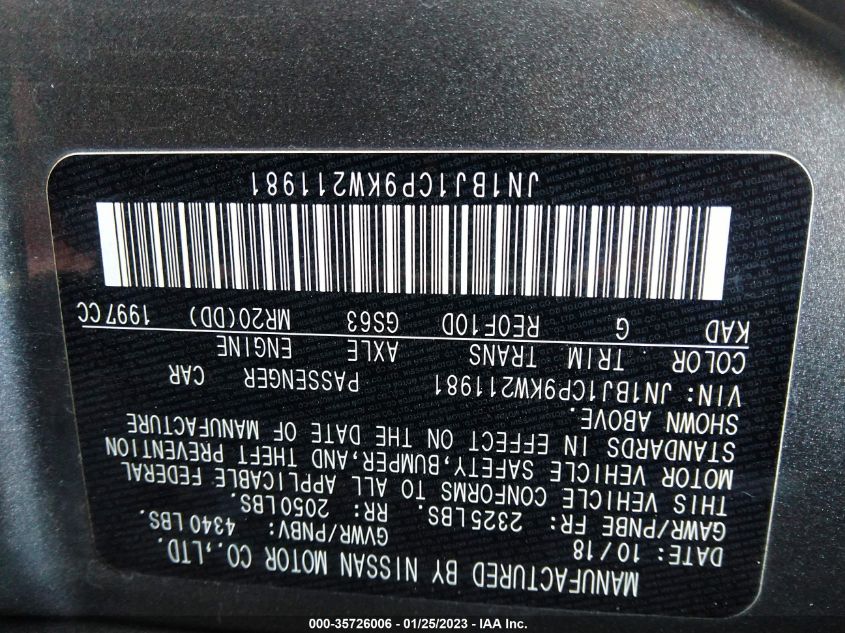 MANUFACTURED BY NISSAN MOTOR CO.,LTD.
DATE: 10/18 GVWR/PNBV: 4340 LBS.
GAWR/PNBE FR: 2325LBS. RR: 2050LBS.
THIS VEHICLE CONFORMS TO ALL APPLICABLE FEDERAL
MOTOR VEHICLE SAFETY,BUMPER,AND THEFT PREVENTION
STANDARDS IN EFFECT ON THE DATE OF MANUFACTURE
SHOWN ABOVE.
VIN: JN1BJ1CP9KW211981 PASSENGER CAR
COLOR TRIM TRANS AXLE ENGINE
KAD G RE0F10D GS63 MR20(DD) 1997CC
JN1BJ1CP9KW211981
000-35726006 - 01/25/2023 - IAA Inc.